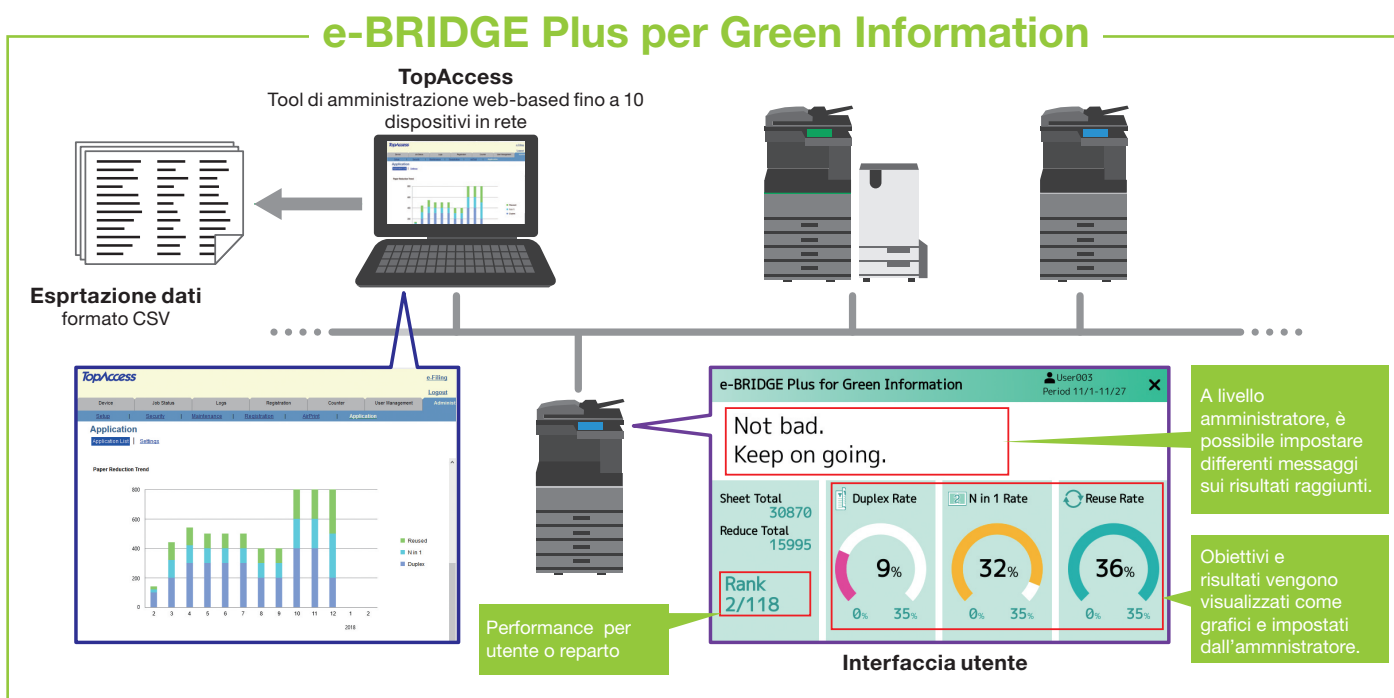 e-BRIDGE Plus per Green Information
TopAccess
Tool di amministrazione web-based fino a 10
dispositivi in rete
Esprtazione dati
formato CSV
TopAccess
e-Filing
Logout
Device Job Status Logs Registration Counter User Management Administ
Setup | Security | Maintenance | Registration | AirPrint | Application
Application
Application List | Settings
Paper Reduction Trend
800
600
400
200
0
2 3 4 5 6 7 8 9 10 11 12 1 2
2018
Reused
N in 1
Duplex
e-BRIDGE Plus for Green Information
User003
Period 11/1-11/27
Not bad.
Keep on going.
Sheet Total
30870
Reduce Total
15995
Rank
2/118
Duplex Rate
9%
0% 35%
N in 1 Rate
32%
0% 35%
Reuse Rate
36%
0% 35%
Interfaccia utente
Performance per
utente o reparto
A livello
amministratore, è
possibile impostare
differenti messaggi
sui risultati raggiunti.
Obiettivi e
risultati vengono
visualizzati come
grafici e impostati
dall'ammnistratore.